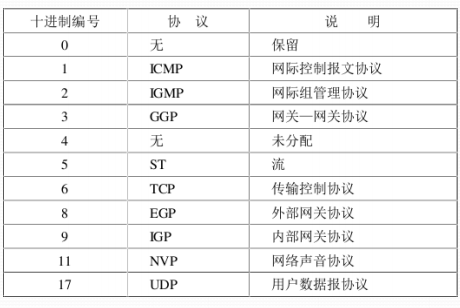 十进制编号 协 议 说 明
0 无 保留
1 ICMP 网际控制报文协议
2 IGMP 网际组管理协议
3 GGP 网关—网关协议
4 无 未分配
5 ST 流
6 TCP 传输控制协议
8 EGP 外部网关协议
9 IGP 内部网关协议
11 NVP 网络声音协议
17 UDP 用户数据报协议